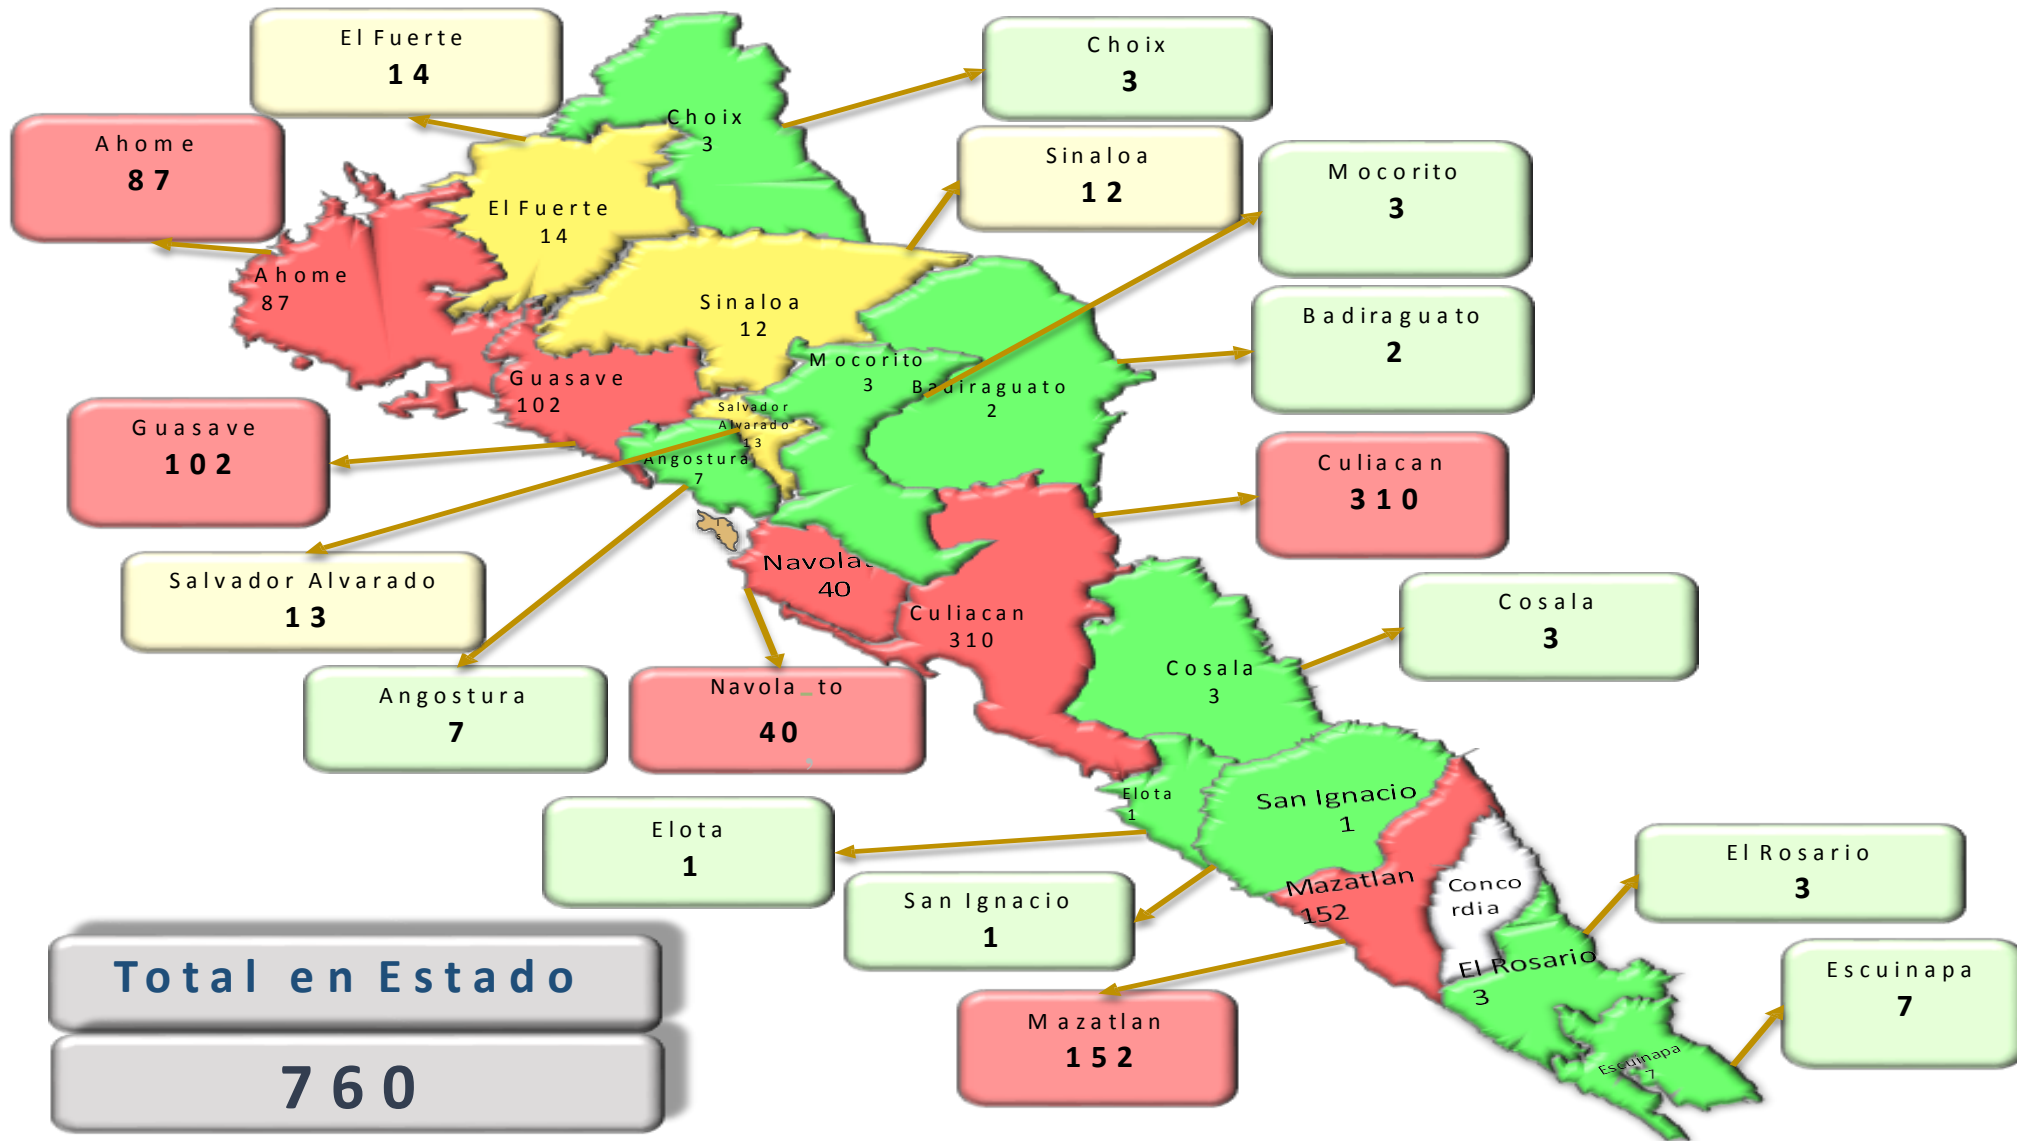 El Fuerte
14
Choix
3
Ahome
87
Sinaloa
12
Mocorito
3
Choix
3
El Fuerte
14
Ahome
87
Sinaloa
12
Badiraguato
2
Mocorito
3
Badiraguato
2
Guasave
102
Salvador
Alvarado
13
Guasave
102
Angostura
7
Culiacan
310
Navola
40
Salvador Alvarado
13
Culiacan
310
Cosala
3
Cosala
3
Angostura
7
Navola_to
40
,
Elota
1
San Ignacio
1
Elota
1
San Ignacio
1
Mazatlan
152
Conco
rdia
El Rosario
3
El Rosario
3
Escuinapa
7
Mazatlan
152
Escuinapa
7
Total en Estado
760